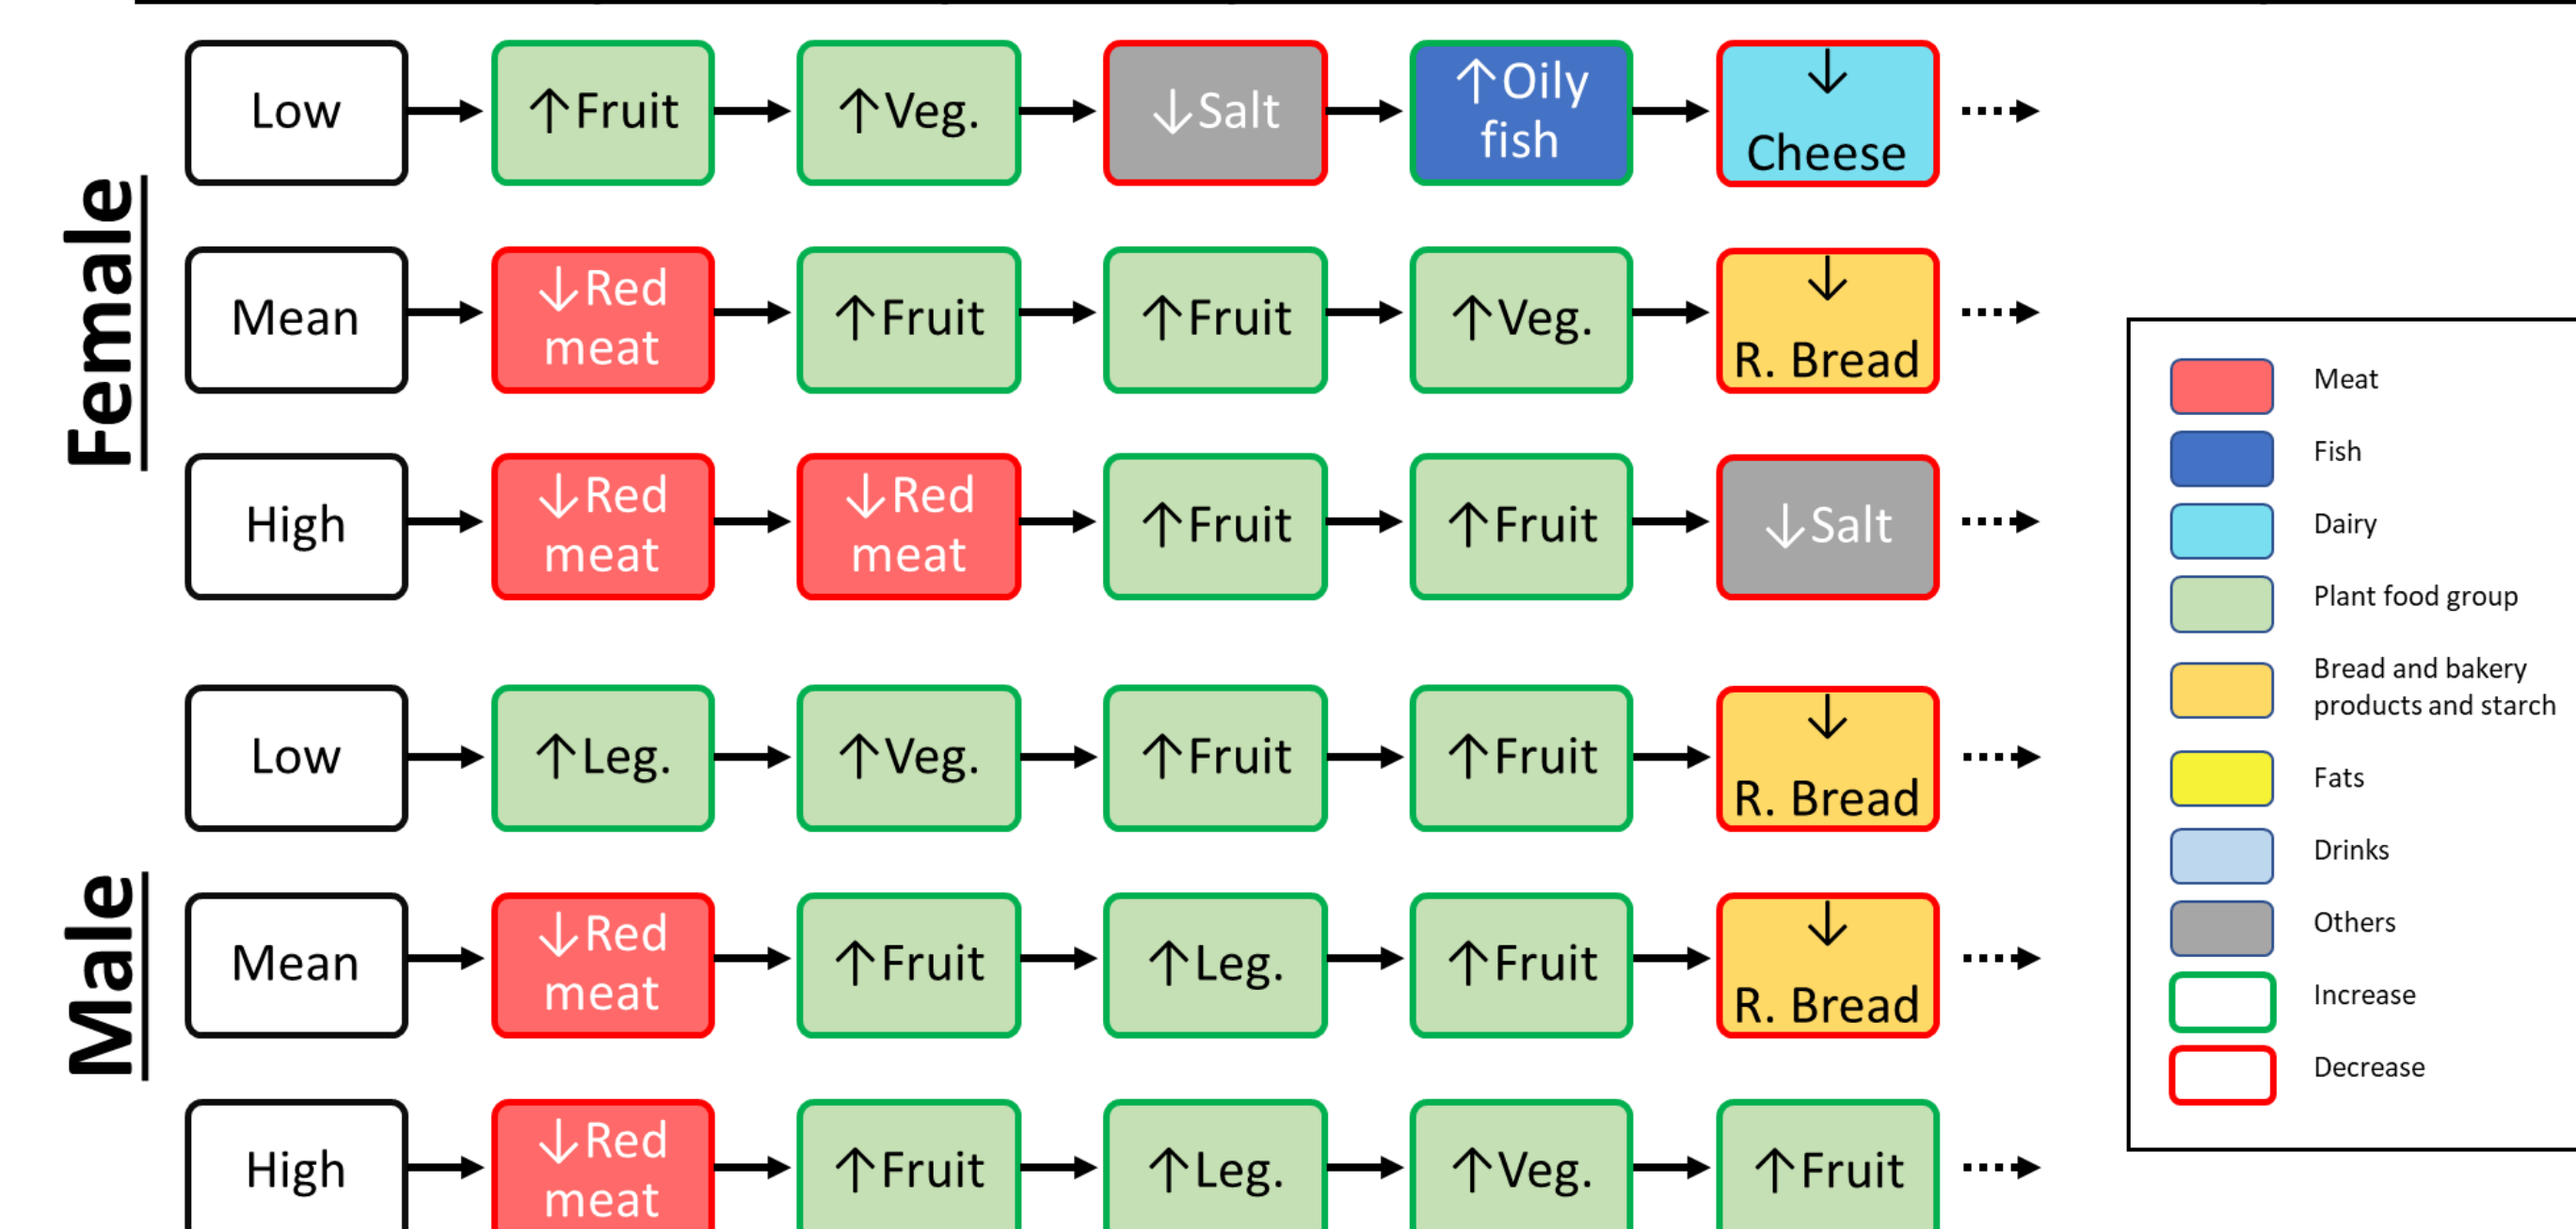 Female
Low
↑Fruit
↑Veg.
↓Salt
↑Oily
fish
↓
Cheese
Mean
↓Red
meat
↑Fruit
↑Fruit
↑Veg.
↓
R. Bread
High
↓Red
meat
↓Red
meat
↑Fruit
↑Fruit
↓Salt
Male
Low
↑Leg.
↑Veg.
↑Fruit
↑Fruit
↓
R. Bread
Mean
↓Red
meat
↑Fruit
↑Leg.
↑Fruit
↓
R. Bread
High
↓Red
meat
↑Fruit
↑Leg.
↑Veg.
↑Fruit
Meat
Fish
Dairy
Plant food group
Bread and bakery
products and starch
Fats
Drinks
Others
Increase
Decrease